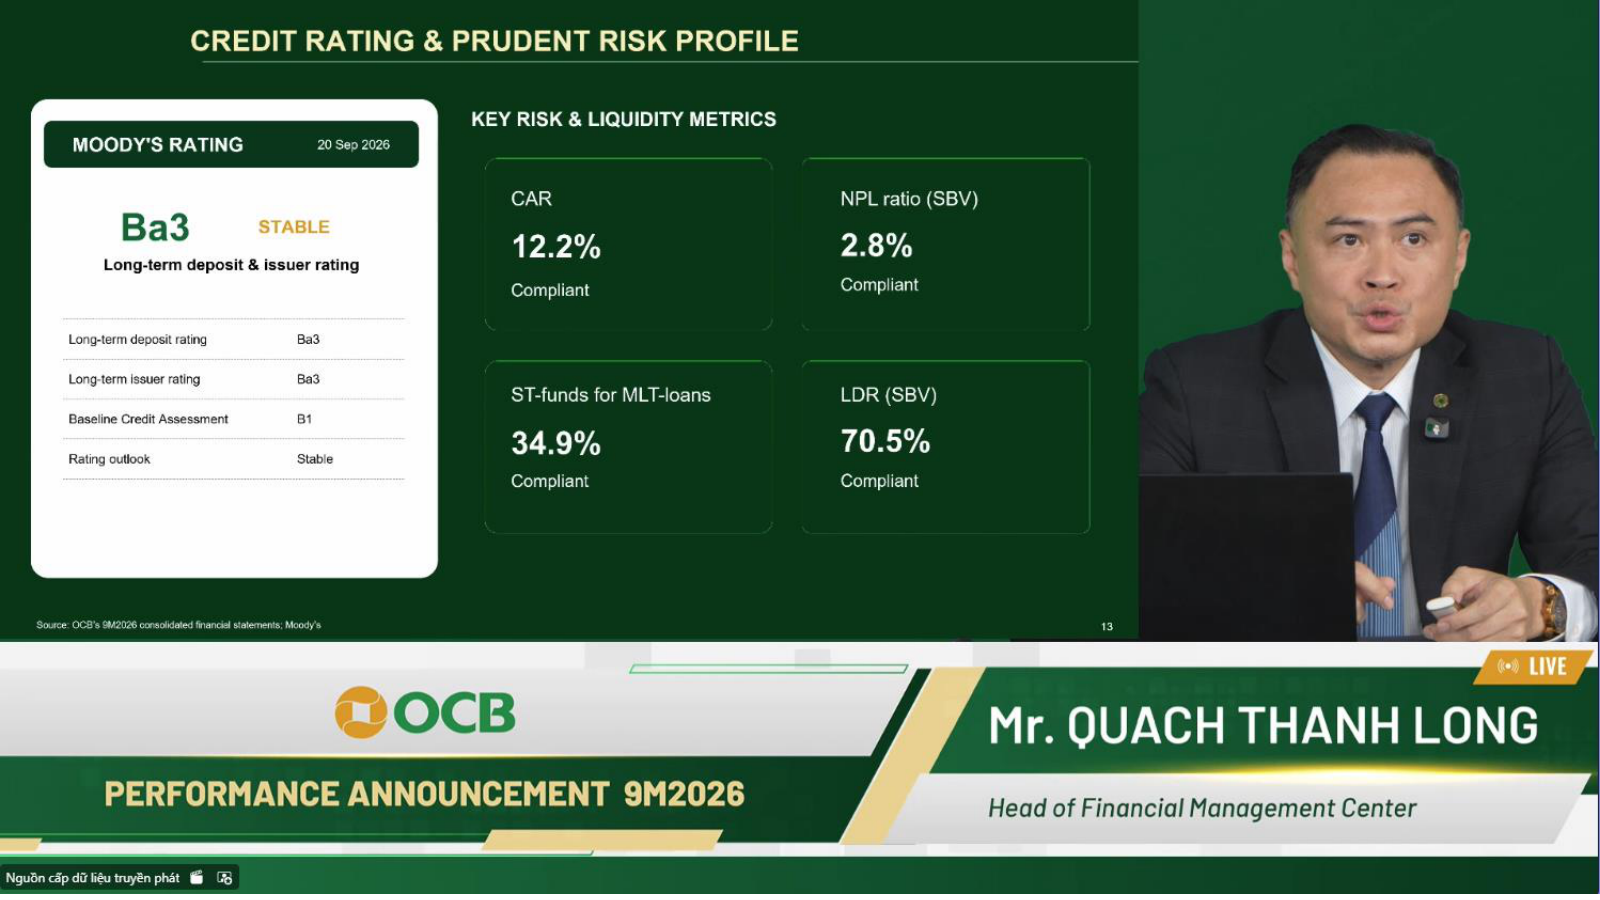 CREDIT RATING & PRUDENT RISK PROFILE
MOODY'S RATING 20 Sep 2026
Ba3 STABLE
Long-term deposit & issuer rating
Long-term deposit rating Ba3
Long-term issuer rating Ba3
Baseline Credit Assessment B1
Rating outlook Stable
KEY RISK & LIQUIDITY METRICS
CAR
12.2%
Compliant
NPL ratio (SBV)
2.8%
Compliant
ST-funds for MLT-loans
34.9%
Compliant
LDR (SBV)
70.5%
Compliant
Source: OCB's 9M2026 consolidated financial statements; Moody's
13
OCB
PERFORMANCE ANNOUNCEMENT 9M2026
LIVE
Mr. QUACH THANH LONG
Head of Financial Management Center
Nguồn cấp dữ liệu truyền phát